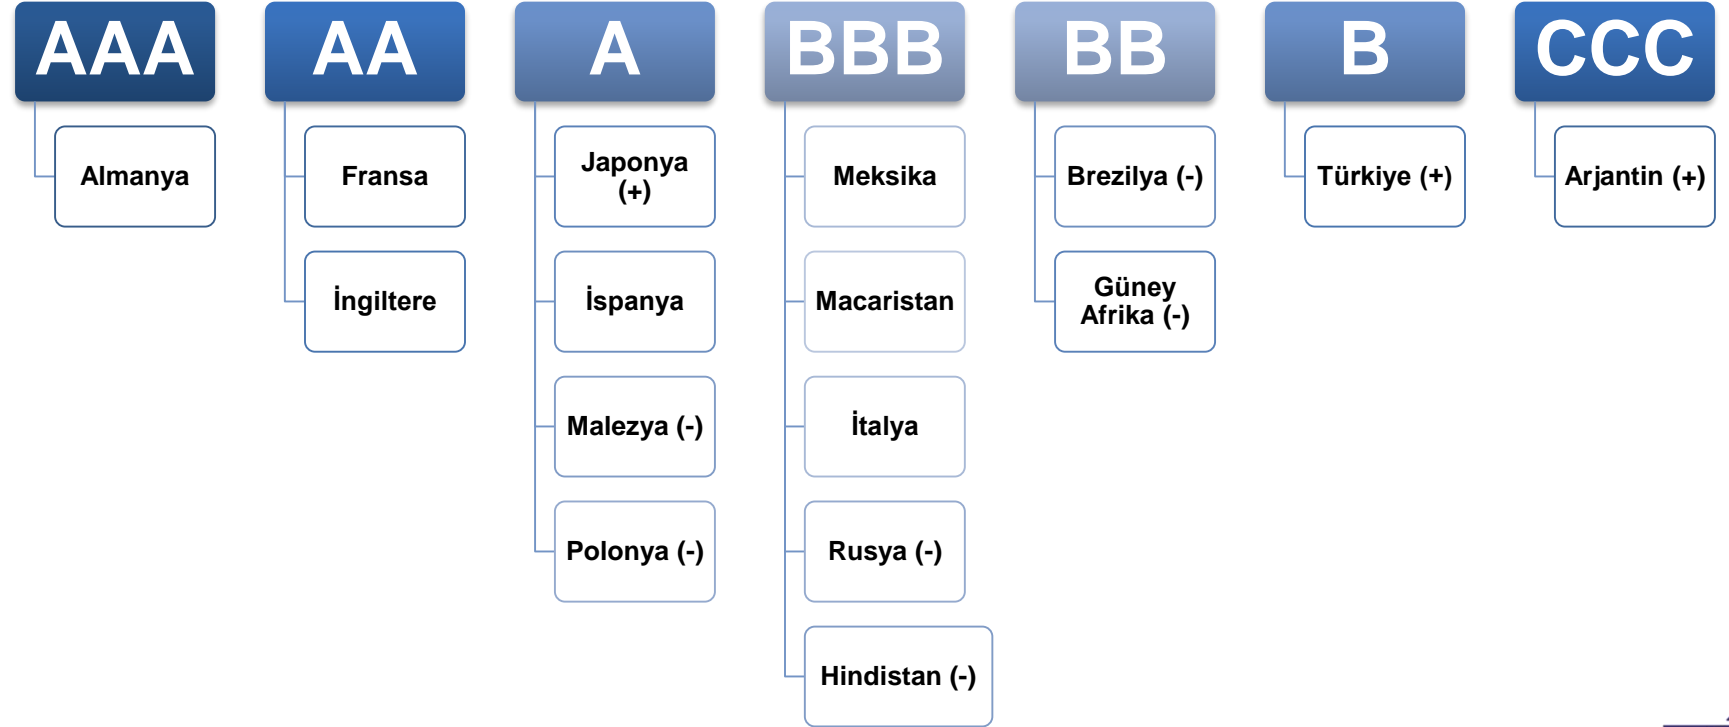 AAA
Almanya
AA
Fransa
İngiltere
A
Japonya
(+)
İspanya
Malezya (-)
Polonya (-)
BBB
Meksika
Macaristan
İtalya
Rusya (-)
Hindistan (-)
BB
Brezilya (-)
Güney
Afrika (-)
B
Türkiye (+)
CCC
Arjantin (+)